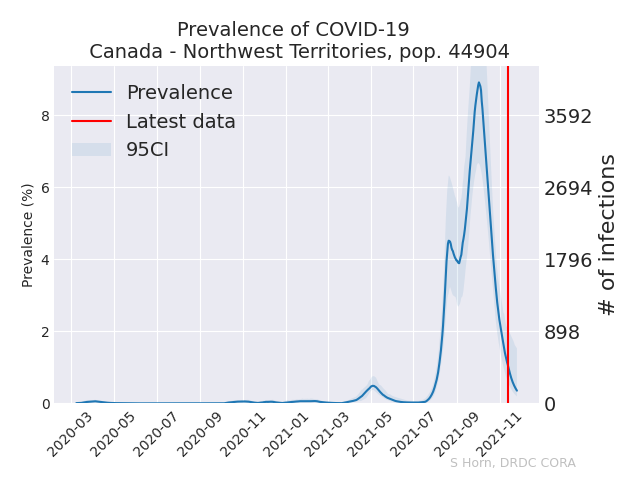 Prevalence of COVID-19
Canada - Northwest Territories, pop. 44904
Prevalence
Latest data
95CI
Prevalence (%)
8
6
4
2
0
3592
2694
1796
898
0
# of infections
2020-03
2020-05
2020-07
2020-09
2020-11
2021-01
2021-03
2021-05
2021-07
2021-09
2021-11
S Horn, DRDC CORA